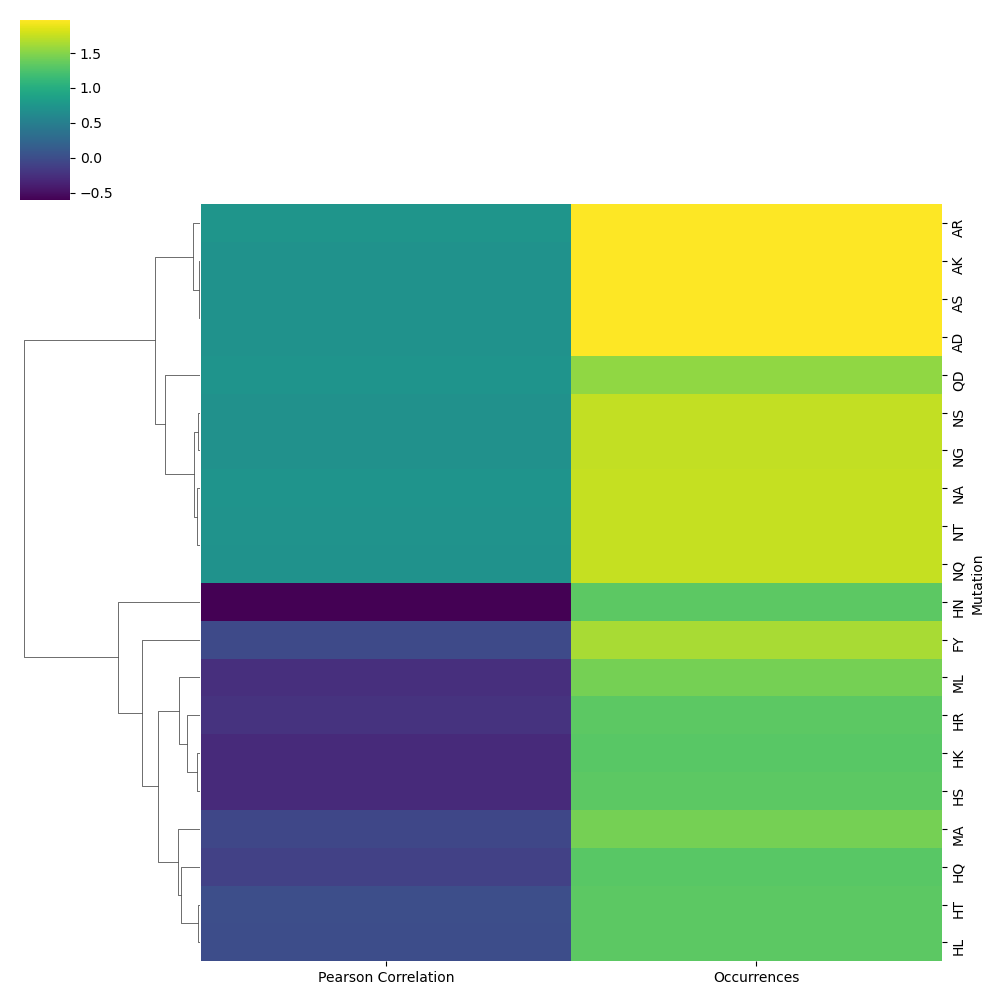 1.5
1.0
0.5
0.0
−0.5
AR
AK
AS
AD
QD
NS
NG
NA
NT
NQ
HN
FY
ML
HR
HK
HS
MA
HQ
HT
HL
Mutation
Pearson Correlation
Occurrences